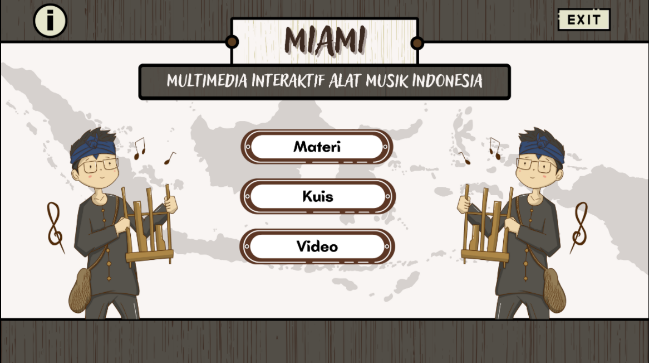 i
EXIT
MIAMI
MULTIMEDIA INTERAKTIF ALAT MUSIK INDONESIA
Materi
Kuis
Video